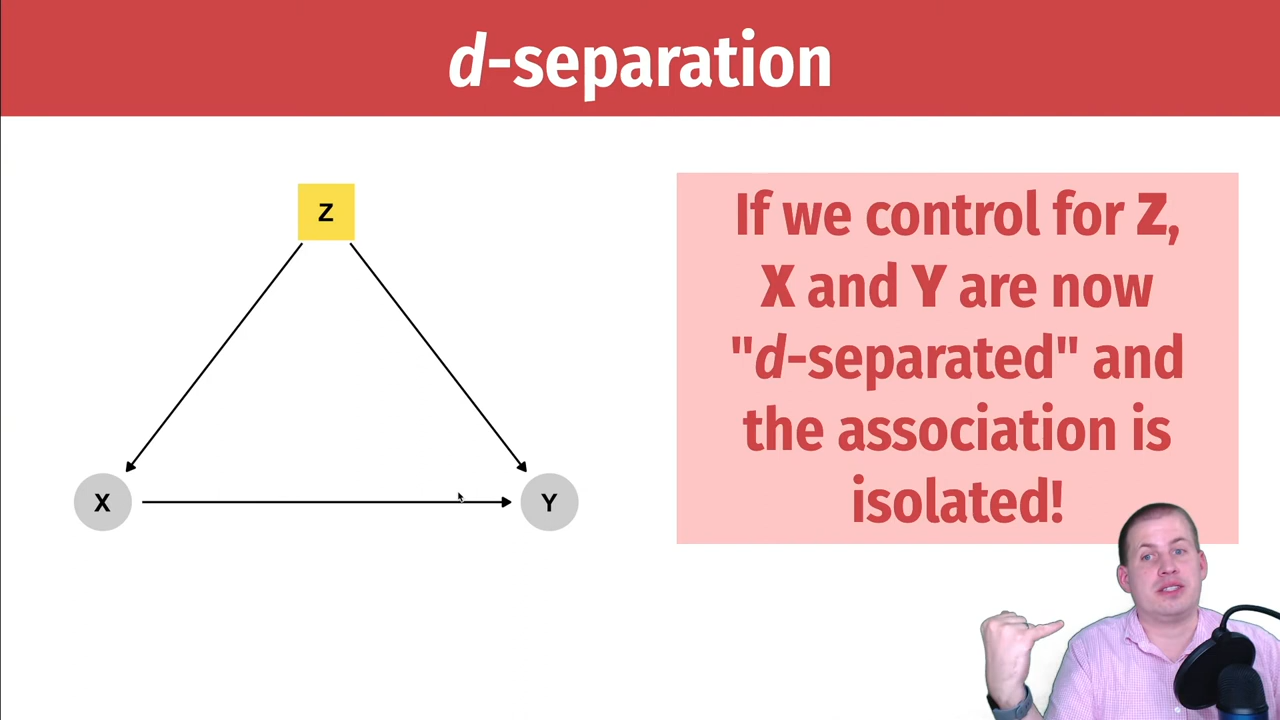 d-separation
Z
X
Y
If we control for Z,
X and Y are now
"d-separated" and
the association is
isolated!